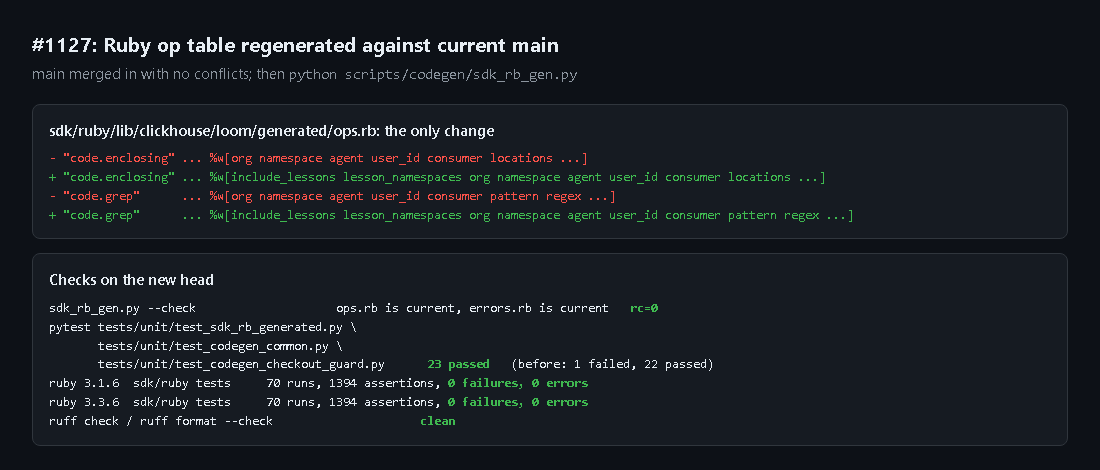 #1127: Ruby op table regenerated against current main
main merged in with no conflicts; then python scripts/codegen/sdk_rb_gen.py
sdk/ruby/lib/clickhouse/loom/generated/ops.rb: the only change
- "code.enclosing" ... %w[org namespace agent user_id consumer locations ...]
+ "code.enclosing" ... %w[include_lessons lesson_namespaces org namespace agent user_id consumer locations ...]
- "code.grep"      ... %w[org namespace agent user_id consumer pattern regex ...]
+ "code.grep"      ... %w[include_lessons lesson_namespaces org namespace agent user_id consumer pattern regex ...]
Checks on the new head
sdk_rb_gen.py --check                    ops.rb is current, errors.rb is current   rc=0
pytest tests/unit/test_sdk_rb_generated.py \
       tests/unit/test_codegen_common.py \
       tests/unit/test_codegen_checkout_guard.py      23 passed   (before: 1 failed, 22 passed)
ruby 3.1.6  sdk/ruby tests     70 runs, 1394 assertions, 0 failures, 0 errors
ruby 3.3.6  sdk/ruby tests     70 runs, 1394 assertions, 0 failures, 0 errors
ruff check / ruff format --check                     clean